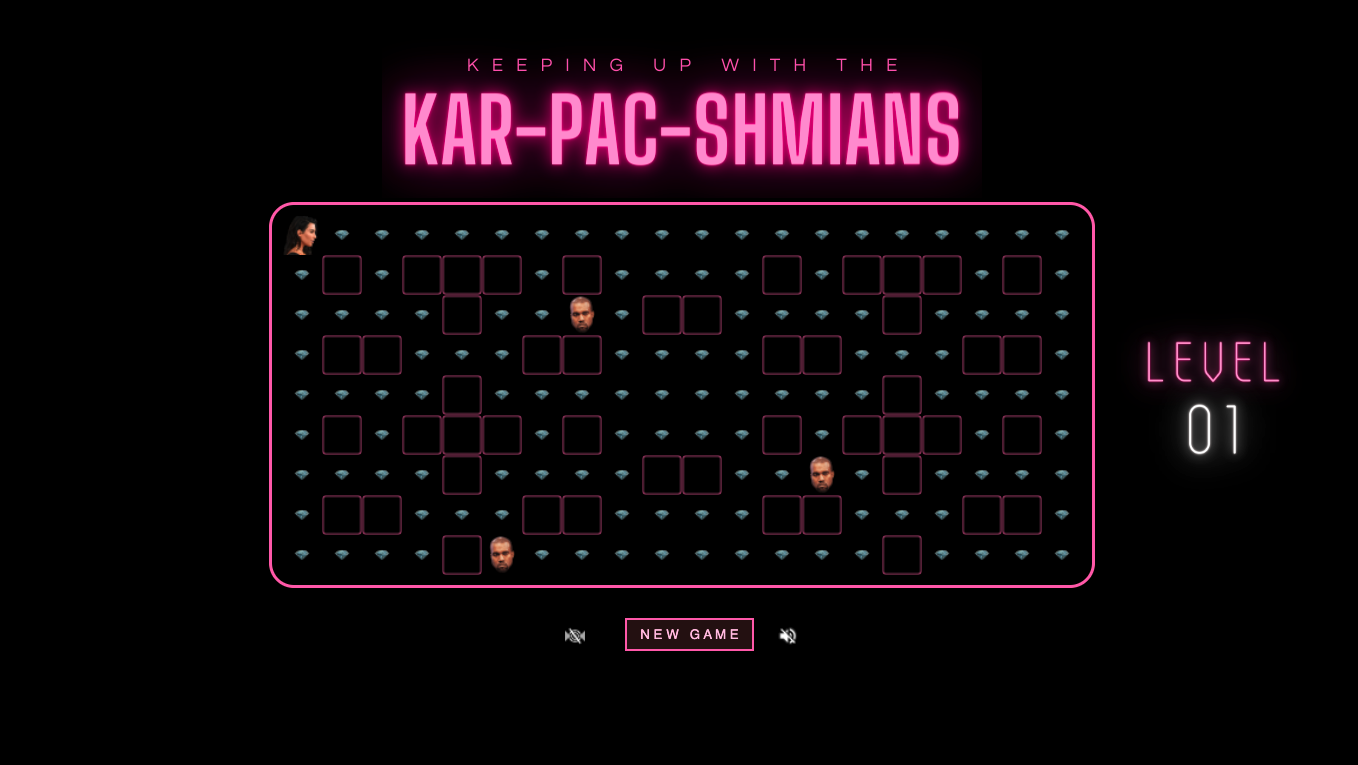 KEEPING UP WITH THE
KAR-PAC-SHMIANS
LEVEL
01
NEW GAME